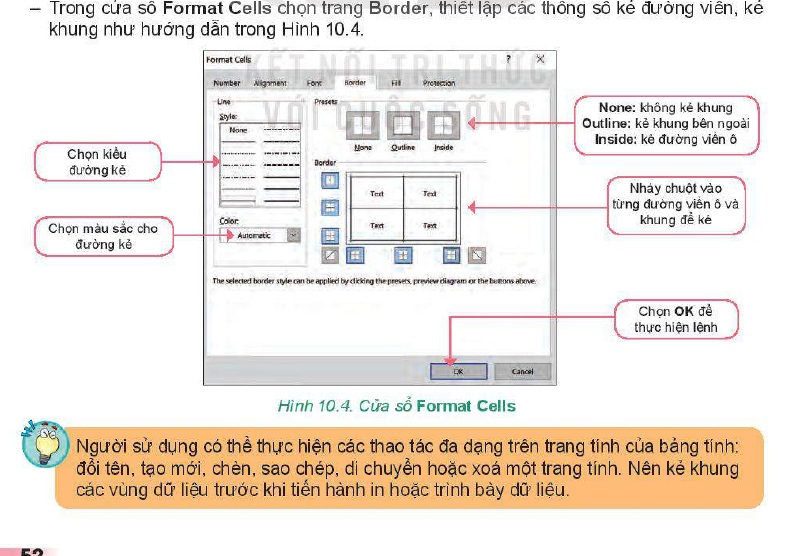 – Trong cửa sổ Format Cells chọn trang Border, thiết lập các thông số kẻ đường viền, kẻ
khung như hướng dẫn trong Hình 10.4.
KẾT NỐI TRI THỨC
VỚI CUỘC SỐNG
Format Cells
? ×
Number Alignment Font Border Fill Protection
Line
Style:
None
Presets
None Outline Inside
Border
Text Text
Text Text
Color:
Automatic
The selected border style can be applied by clicking the presets, preview diagram or the buttons above.
OK Cancel
Chọn kiểu
đường kẻ
Chọn màu sắc cho
đường kẻ
None: không kẻ khung
Outline: kẻ khung bên ngoài
Inside: kẻ đường viền ô
Nháy chuột vào
từng đường viền ô và
khung để kẻ
Chọn OK để
thực hiện lệnh
Hình 10.4. Cửa sổ Format Cells
Người sử dụng có thể thực hiện các thao tác đa dạng trên trang tính của bảng tính:
đổi tên, tạo mới, chèn, sao chép, di chuyển hoặc xoá một trang tính. Nên kẻ khung
các vùng dữ liệu trước khi tiến hành in hoặc trình bày dữ liệu.
52